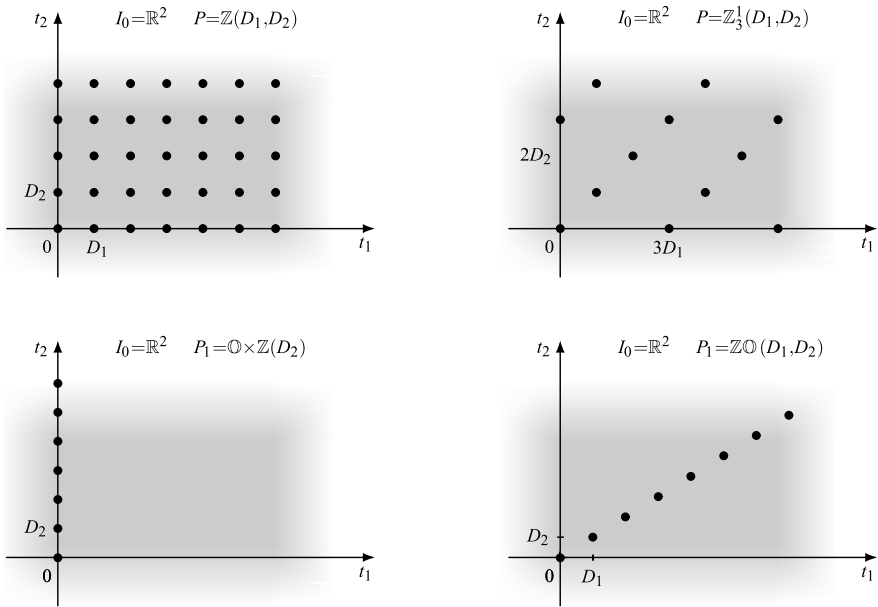 t₂ I₀=ℝ² P=ℤ(D₁,D₂)
D₂
0 D₁ t₁
t₂ I₀=ℝ² P=ℤ₃¹(D₁,D₂)
2D₂
0 3D₁ t₁
t₂ I₀=ℝ² P₁=𝕆×ℤ(D₂)
D₂
0 t₁
t₂ I₀=ℝ² P₁=ℤ𝕆(D₁,D₂)
D₂
0 D₁ t₁